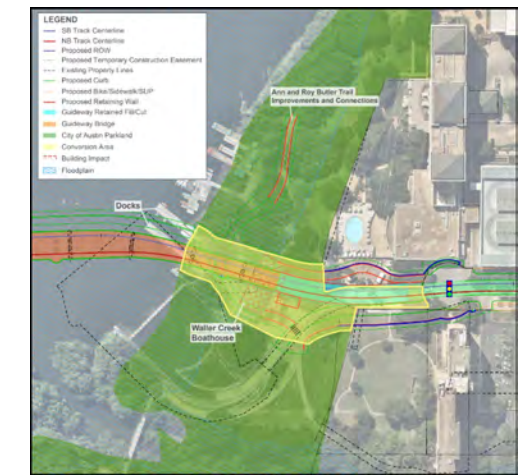 LEGEND
SB Track Centerline
NB Track Centerline
Proposed ROW
Proposed Temporary Construction Easement
Existing Property Lines
Proposed Curb
Proposed Bike/Sidewalk/SUP
Proposed Retaining Wall
Guideway Retained Fill/Cut
Guideway Bridge
City of Austin Parkland
Conversion Area
Building Impact
Floodplain
Ann and Roy Butler Trail
Improvements and Connections
Docks
Waller Creek
Boathouse